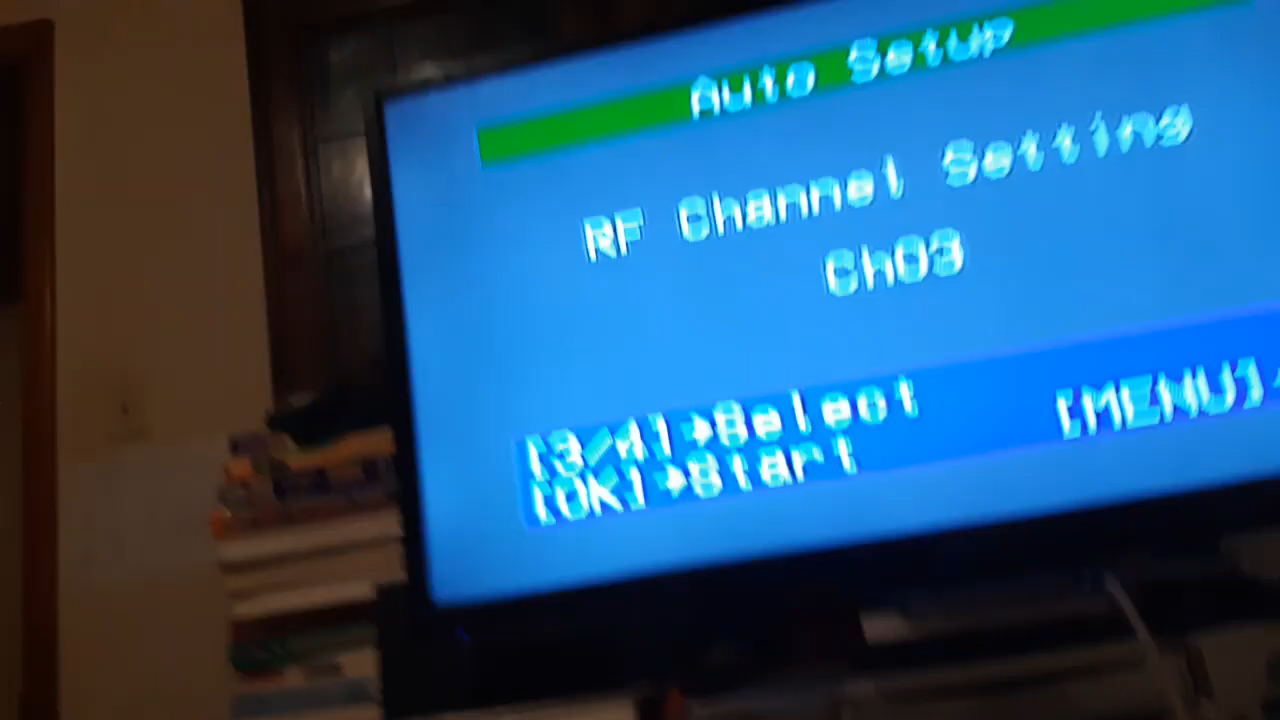 Auto Setup
RF Channel Setting
Ch03
[3/4]→Select [MENU]
[OK]→Start